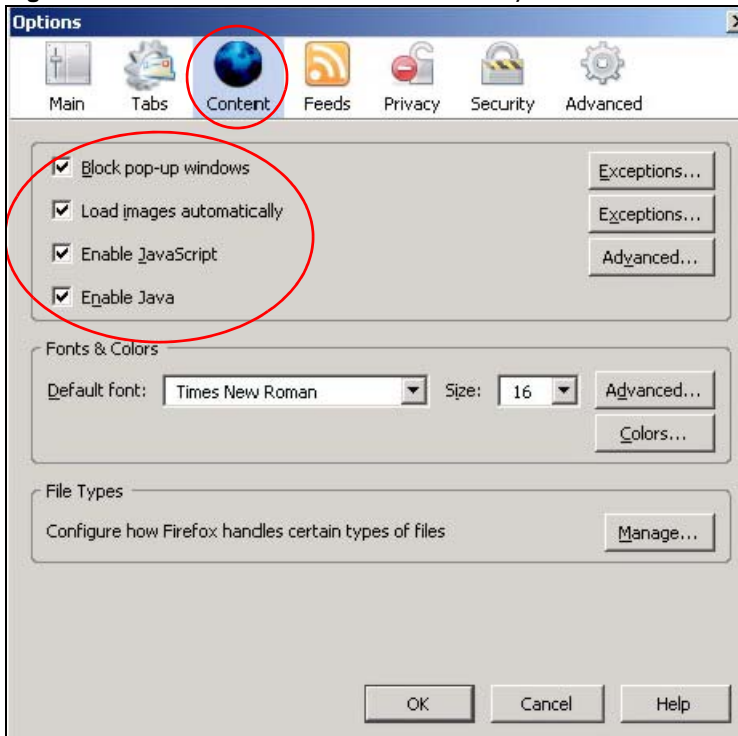 Options
Main Tabs Content Feeds Privacy Security Advanced
Block pop-up windows Exceptions...
Load images automatically Exceptions...
Enable JavaScript Advanced...
Enable Java
Fonts & Colors
Default font: Times New Roman Size: 16 Advanced...
Colors...
File Types
Configure how Firefox handles certain types of files Manage...
OK Cancel Help